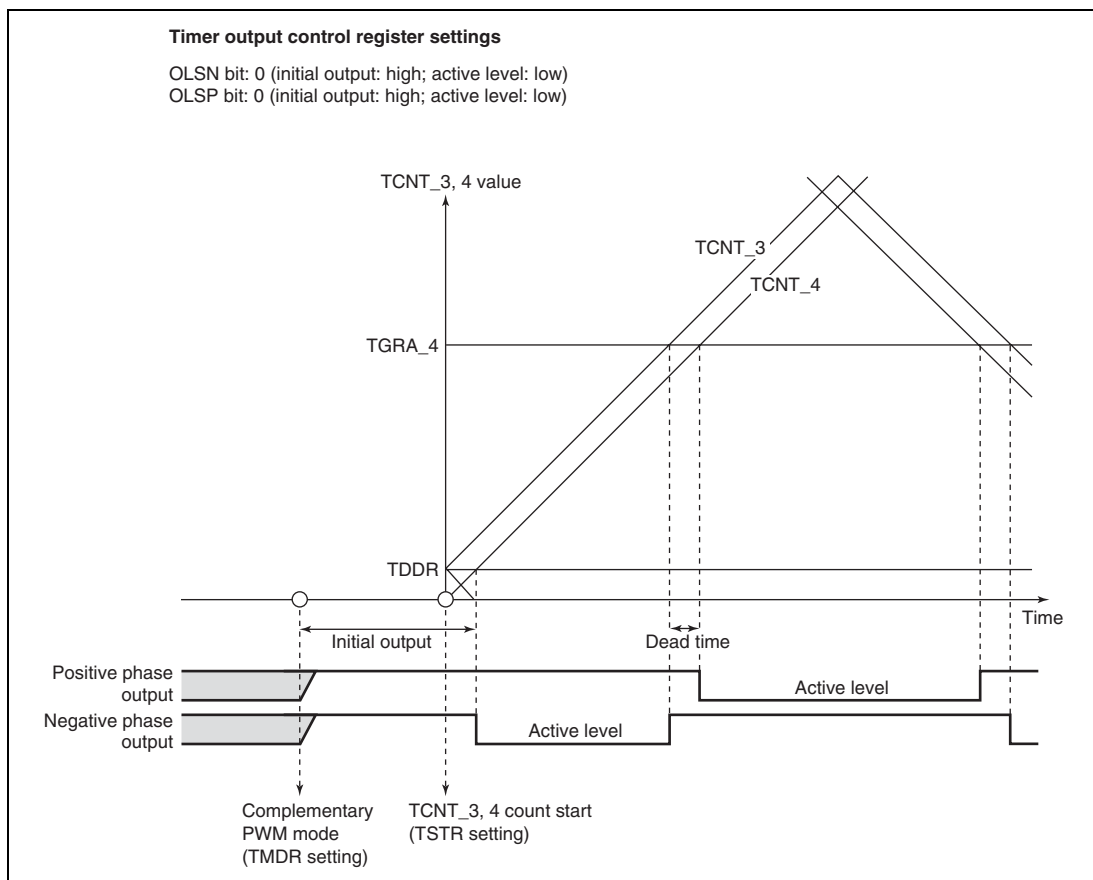 Timer output control register settings
OLSN bit: 0 (initial output: high; active level: low)
OLSP bit: 0 (initial output: high; active level: low)
TCNT_3, 4 value
TCNT_3
TCNT_4
TGRA_4
TDDR
Time
Initial output
Dead time
Positive phase
output
Active level
Negative phase
output
Active level
Complementary
PWM mode
(TMDR setting)
TCNT_3, 4 count start
(TSTR setting)